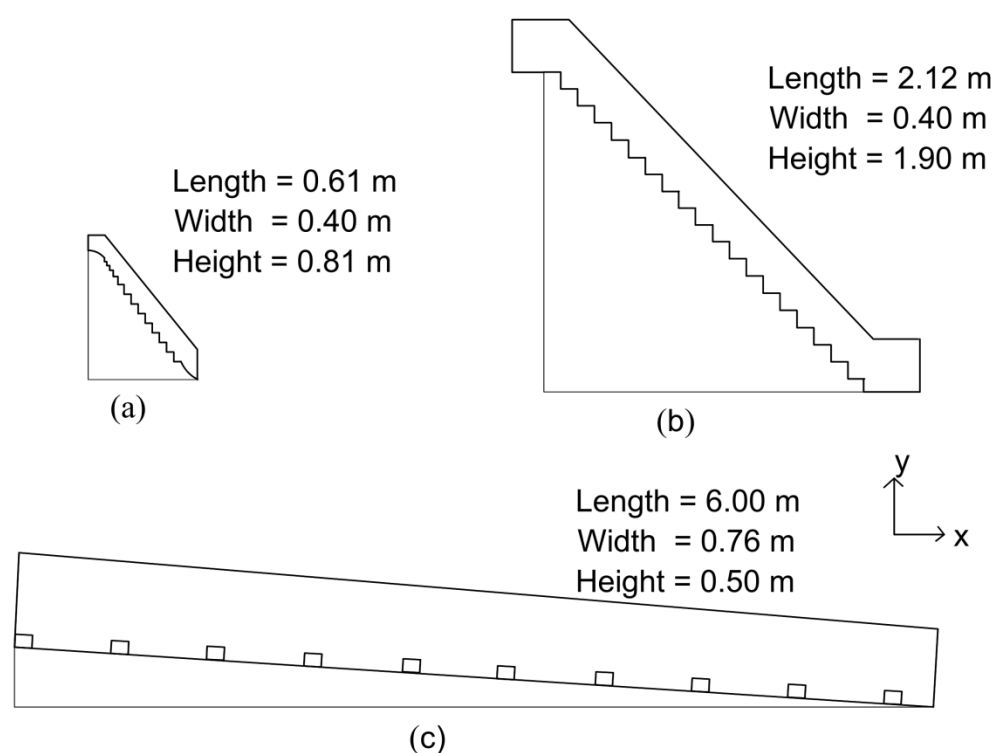 Length = 2.12 m
Width = 0.40 m
Height = 1.90 m
Length = 0.61 m
Width = 0.40 m
Height = 0.81 m
(a)
(b)
y
x
Length = 6.00 m
Width = 0.76 m
Height = 0.50 m
(c)